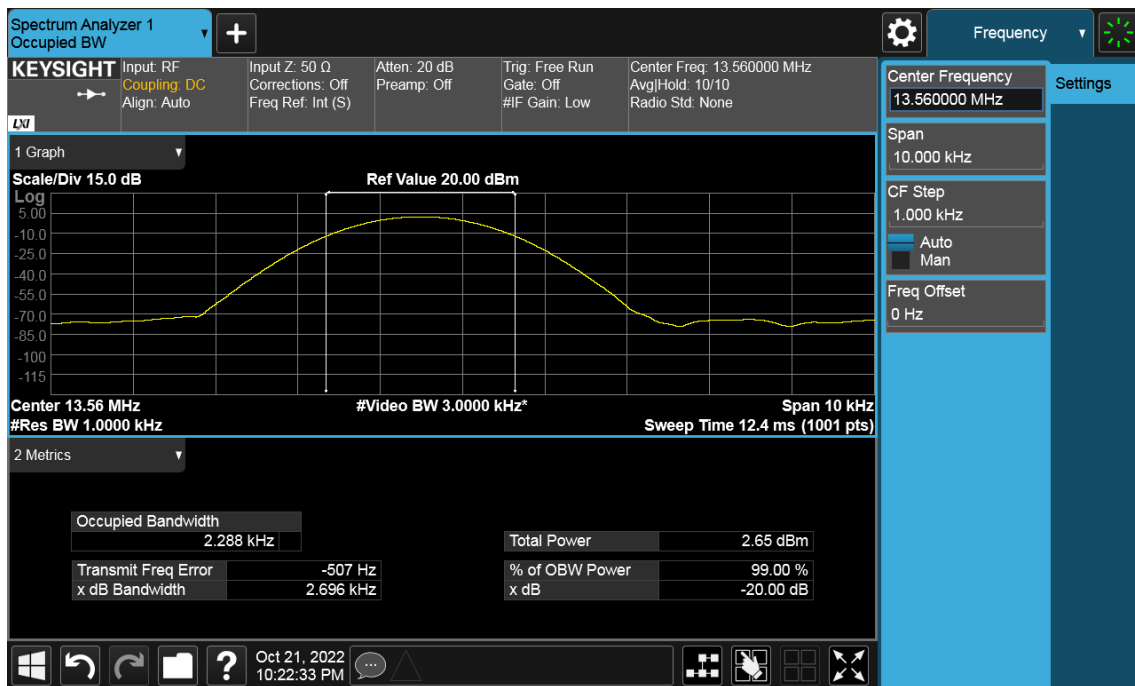 Spectrum Analyzer 1
Occupied BW
Frequency
KEYSIGHT
LXI
Input: RF
Coupling: DC
Align: Auto
Input Z: 50 Ω
Corrections: Off
Freq Ref: Int (S)
Atten: 20 dB
Preamp: Off
Trig: Free Run
Gate: Off
#IF Gain: Low
Center Freq: 13.560000 MHz
Avg|Hold: 10/10
Radio Std: None
Center Frequency
13.560000 MHz
Settings
Span
10.000 kHz
CF Step
1.000 kHz
Auto
Man
Freq Offset
0 Hz
1 Graph
Scale/Div 15.0 dB
Ref Value 20.00 dBm
Log
5.00
-10.0
-25.0
-40.0
-55.0
-70.0
-85.0
-100
-115
Center 13.56 MHz
#Video BW 3.0000 kHz*
Span 10 kHz
#Res BW 1.0000 kHz
Sweep Time 12.4 ms (1001 pts)
2 Metrics
Occupied Bandwidth
2.288 kHz
Total Power 2.65 dBm
Transmit Freq Error -507 Hz
% of OBW Power 99.00 %
x dB Bandwidth 2.696 kHz
x dB -20.00 dB
?
Oct 21, 2022
10:22:33 PM